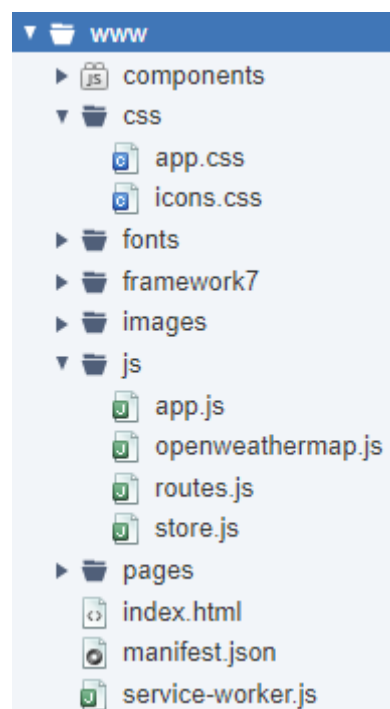 www
components
css
app.css
icons.css
fonts
framework7
images
js
app.js
openweathermap.js
routes.js
store.js
pages
index.html
manifest.json
service-worker.js